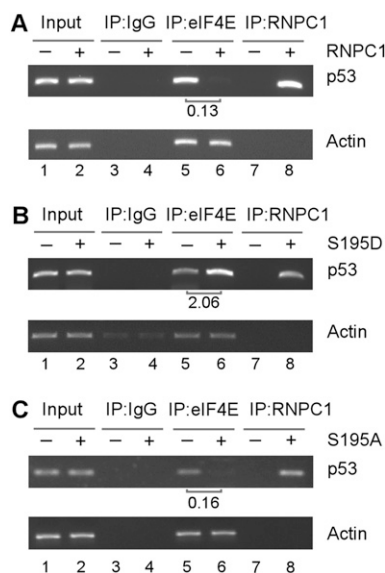 A Input IP:IgG IP:eIF4E IP:RNPC1
– + – + – + – + RNPC1
p53
0.13
Actin
1 2 3 4 5 6 7 8
B Input IP:IgG IP:eIF4E IP:RNPC1
– + – + – + – + S195D
p53
2.06
Actin
1 2 3 4 5 6 7 8
C Input IP:IgG IP:eIF4E IP:RNPC1
– + – + – + – + S195A
p53
0.16
Actin
1 2 3 4 5 6 7 8